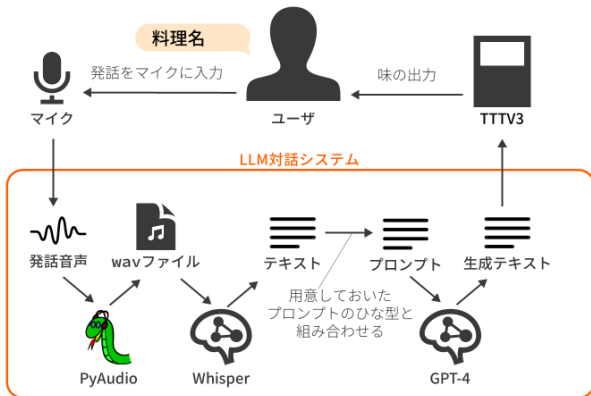 料理名
発話をマイクに入力
味の出力
マイク
ユーザ
TTTV3
LLM対話システム
発話音声
wavファイル
テキスト
プロンプト
生成テキスト
用意しておいた
プロンプトのひな型と
組み合わせる
PyAudio
Whisper
GPT-4